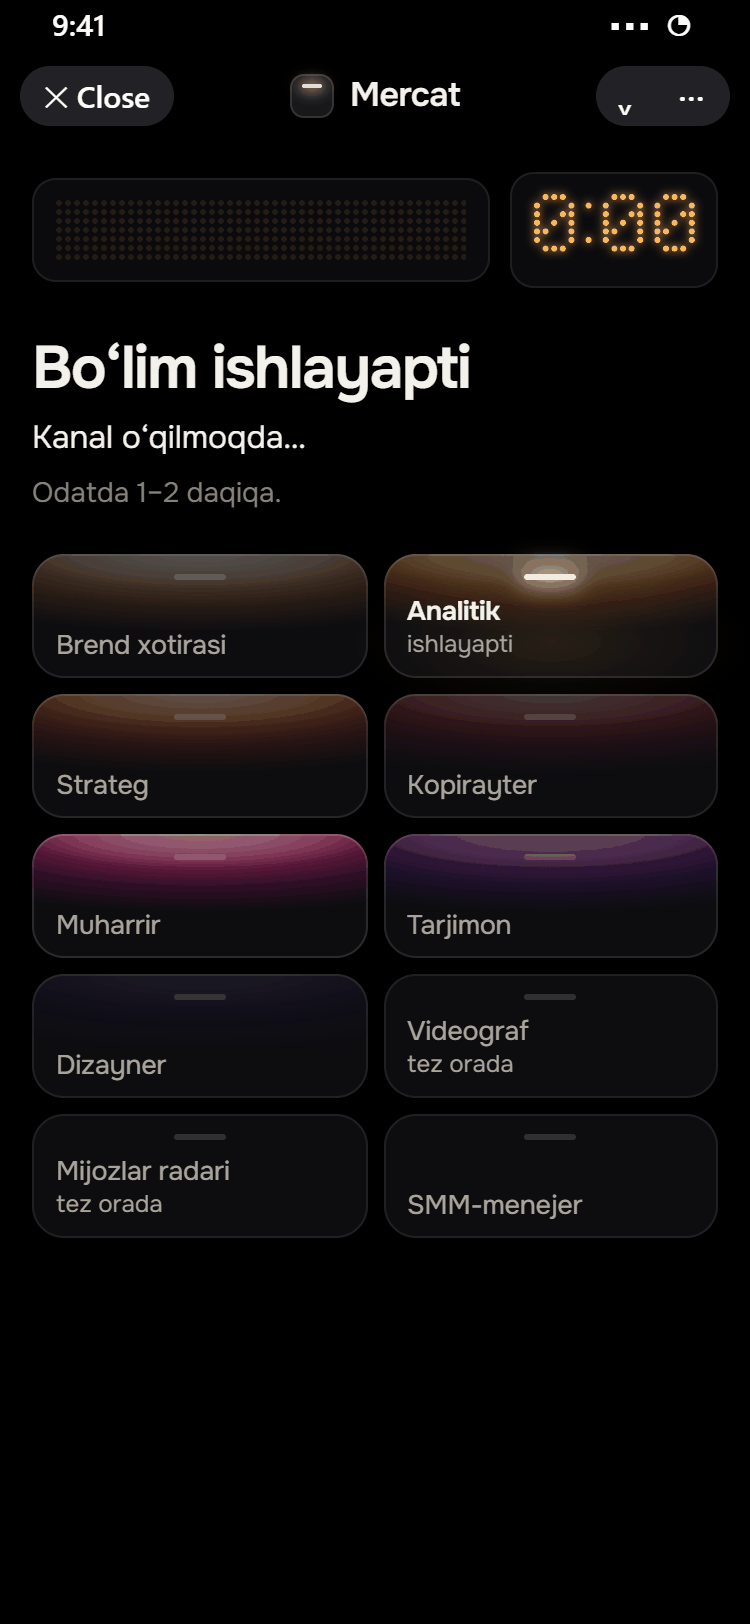 9:41
Close
Mercat
0:00
Bo‘lim ishlayapti
Kanal o‘qilmoqda...
Odatda 1–2 daqiqa.
Brend xotirasi
Analitik
ishlayapti
Strateg
Kopirayter
Muharrir
Tarjimon
Dizayner
Videograf
tez orada
Mijozlar radari
tez orada
SMM-menejer